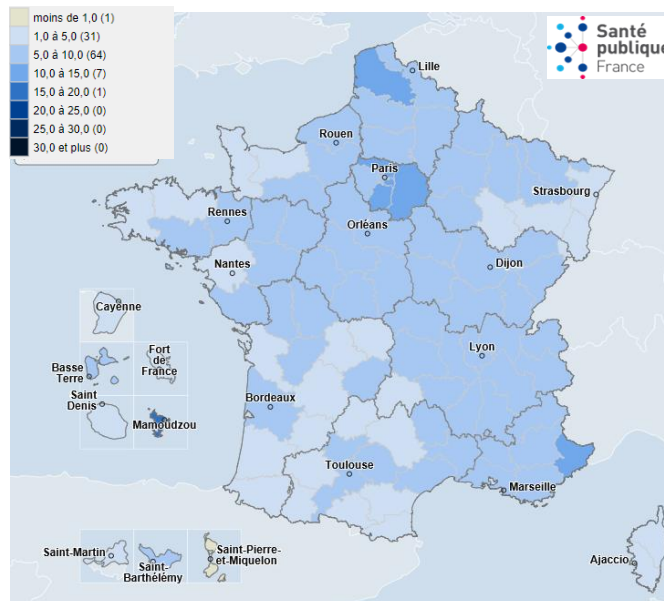 moins de 1,0 (1)
1,0 à 5,0 (31)
5,0 à 10,0 (64)
10,0 à 15,0 (7)
15,0 à 20,0 (1)
20,0 à 25,0 (0)
25,0 à 30,0 (0)
30,0 et plus (0)
Santé
publique
France
Lille
Rouen
Paris
Strasbourg
Rennes
Orléans
Nantes
Dijon
Cayenne
Lyon
Basse
Terre
Fort
de
France
Saint
Denis
Mamoudzou
Bordeaux
Toulouse
Marseille
Saint-Martin
Saint-
Barthélémy
Saint-Pierre-
et-Miquelon
Ajaccio